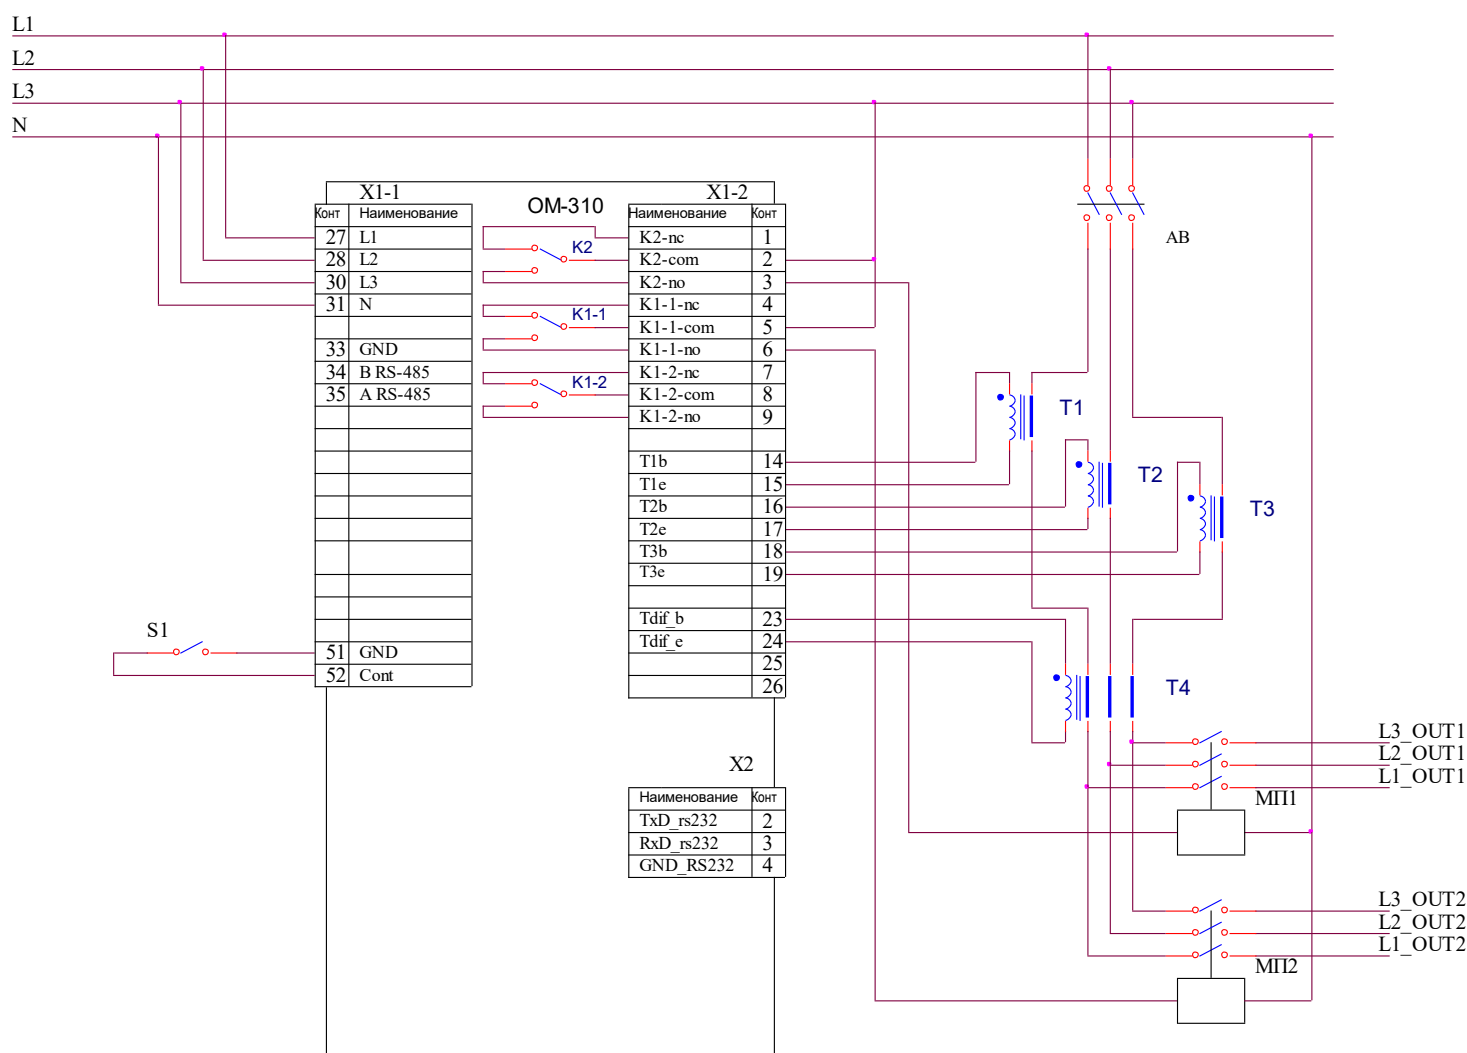 L1
L2
L3
N
X1-1
Конт Наименование
27 L1
28 L2
30 L3
31 N
33 GND
34 B RS-485
35 A RS-485
51 GND
52 Cont
S1
ОМ-310
K2
K1-1
K1-2
X1-2
Наименование Конт
K2-nc 1
K2-com 2
K2-no 3
K1-1-nc 4
K1-1-com 5
K1-1-no 6
K1-2-nc 7
K1-2-com 8
K1-2-no 9
T1b 14
T1e 15
T2b 16
T2e 17
T3b 18
T3e 19
Tdif_b 23
Tdif_e 24
25
26
X2
Наименование Конт
TxD_rs232 2
RxD_rs232 3
GND_RS232 4
АВ
T1
T2
T3
T4
L3_OUT1
L2_OUT1
L1_OUT1
МП1
L3_OUT2
L2_OUT2
L1_OUT2
МП2